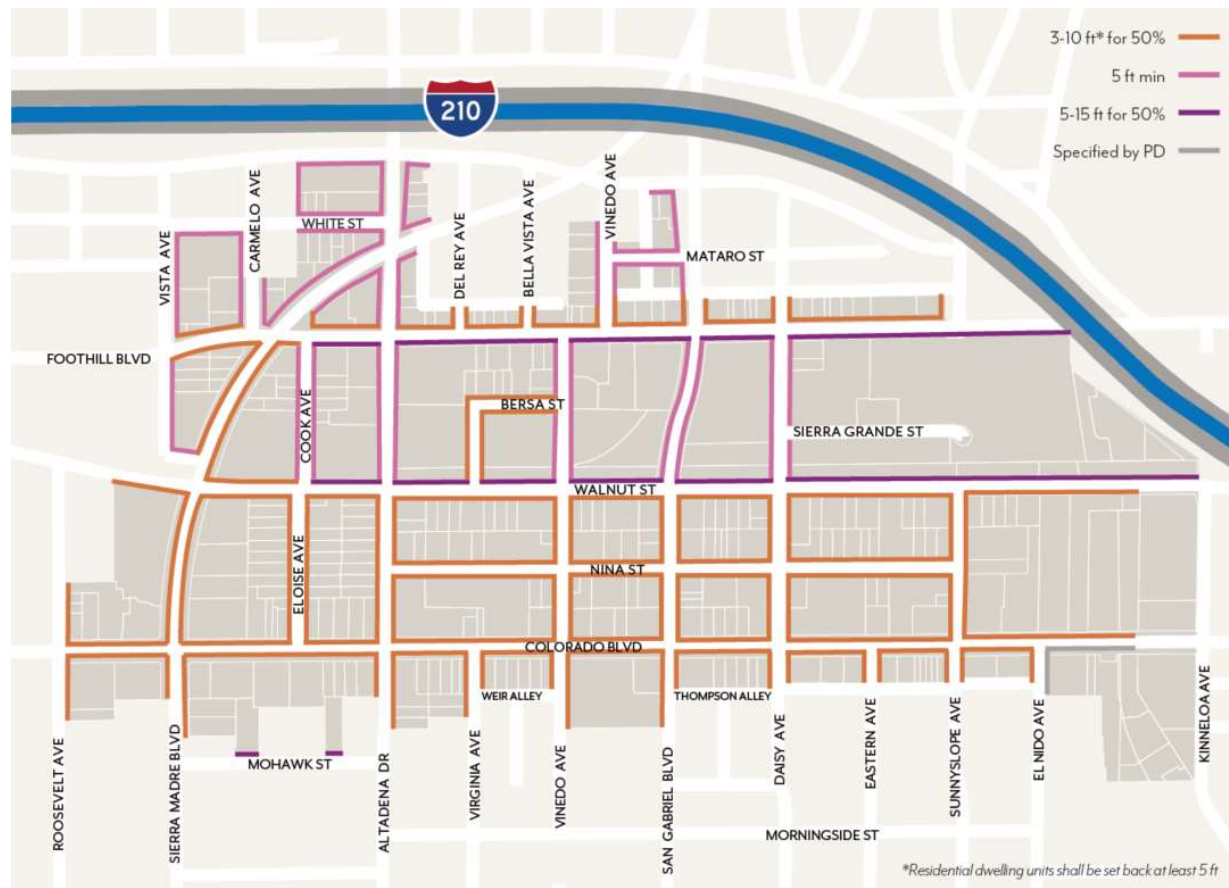 3-10 ft* for 50%
5 ft min
5-15 ft for 50%
Specified by PD
210
VISTA AVE
CARMELO AVE
WHITE ST
DEL REY AVE
BELLA VISTA AVE
VINEDO AVE
MATARO ST
FOOTHILL BLVD
COOK AVE
BERSA ST
SIERRA GRANDE ST
WALNUT ST
ELOISE AVE
NINA ST
COLORADO BLVD
WEIR ALLEY
THOMPSON ALLEY
MOHAWK ST
ROOSEVELT AVE
SIERRA MADRE BLVD
ALTADENA DR
VIRGINIA AVE
VINEDO AVE
SAN GABRIEL BLVD
DAISY AVE
EASTERN AVE
SUNNYSLOPE AVE
EL NIDO AVE
KINNELOA AVE
MORNINGSIDE ST
*Residential dwelling units shall be set back at least 5 ft